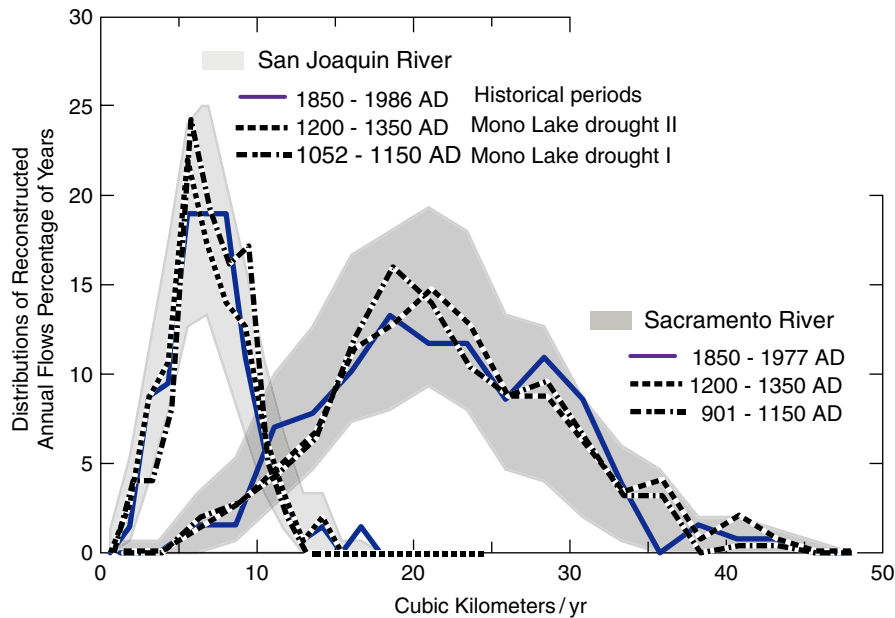 Distributions of Reconstructed
Annual Flows Percentage of Years
30
25
20
15
10
5
0
San Joaquin River
1850 - 1986 AD Historical periods
1200 - 1350 AD Mono Lake drought II
1052 - 1150 AD Mono Lake drought I
Sacramento River
1850 - 1977 AD
1200 - 1350 AD
901 - 1150 AD
0 10 20 30 40 50
Cubic Kilometers / yr